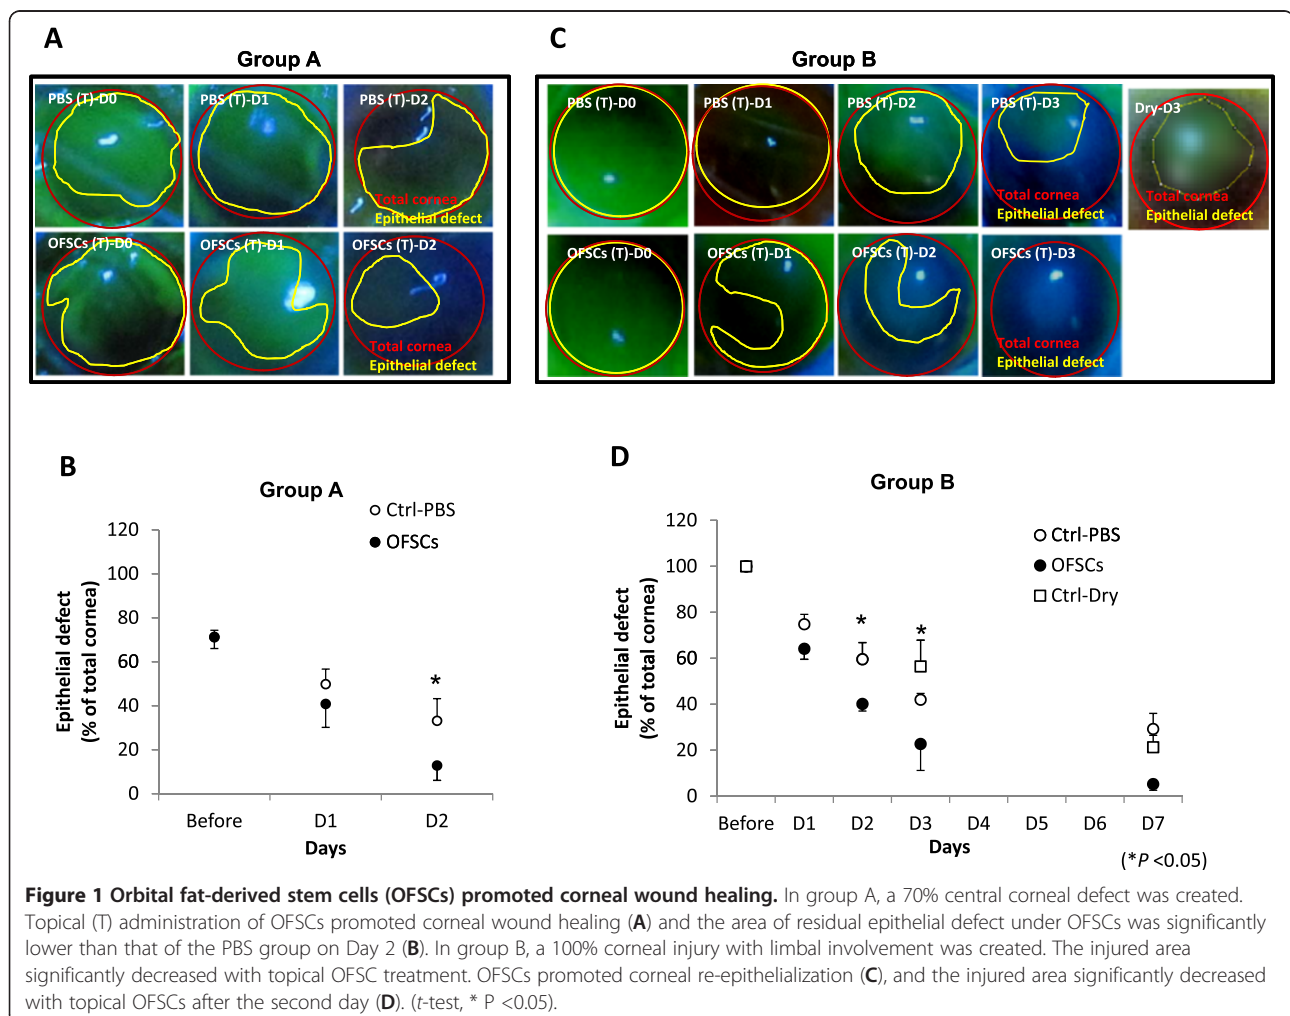 A
Group A
PBS (T)-D0
PBS (T)-D1
PBS (T)-D2
Total cornea
Epithelial defect
OFSCs (T)-D0
OFSCs (T)-D1
OFSCs (T)-D2
Total cornea
Epithelial defect
C
Group B
PBS (T)-D0
PBS (T)-D1
PBS (T)-D2
PBS (T)-D3
Total cornea
Epithelial defect
Dry-D3
Total cornea
Epithelial defect
OFSCs (T)-D0
OFSCs (T)-D1
OFSCs (T)-D2
OFSCs (T)-D3
Total cornea
Epithelial defect
B
Group A
Ctrl-PBS
OFSCs
Epithelial defect
(% of total cornea)
120
100
80
60
40
20
0
*
Before D1 D2
Days
D
Group B
Ctrl-PBS
OFSCs
Ctrl-Dry
Epithelial defect
(% of total cornea)
120
100
80
60
40
20
0
* *
Before D1 D2 D3 D4 D5 D6 D7
Days
(*P <0.05)
Figure 1 Orbital fat-derived stem cells (OFSCs) promoted corneal wound healing. In group A, a 70% central corneal defect was created.
Topical (T) administration of OFSCs promoted corneal wound healing (A) and the area of residual epithelial defect under OFSCs was significantly
lower than that of the PBS group on Day 2 (B). In group B, a 100% corneal injury with limbal involvement was created. The injured area
significantly decreased with topical OFSC treatment. OFSCs promoted corneal re-epithelialization (C), and the injured area significantly decreased
with topical OFSCs after the second day (D). (t-test, * P <0.05).